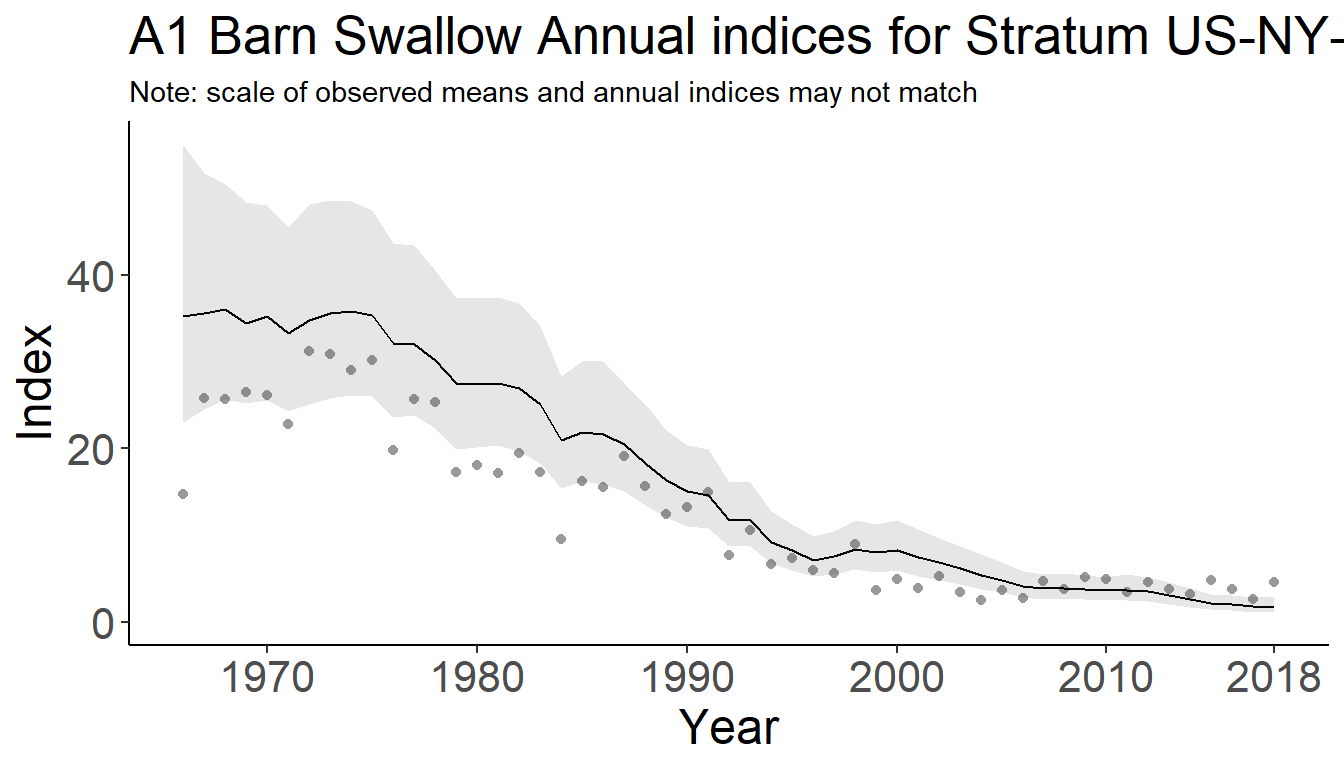 A1 Barn Swallow Annual indices for Stratum US-NY-
Note: scale of observed means and annual indices may not match
Index
40
20
0
1970 1980 1990 2000 2010 2018
Year